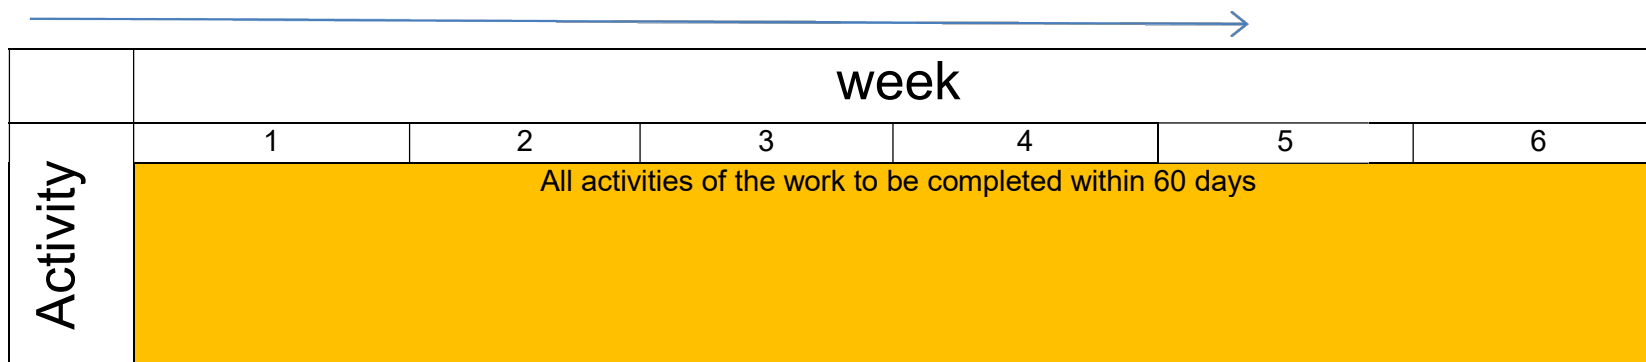 week
1 2 3 4 5 6
Activity
All activities of the work to be completed within 60 days